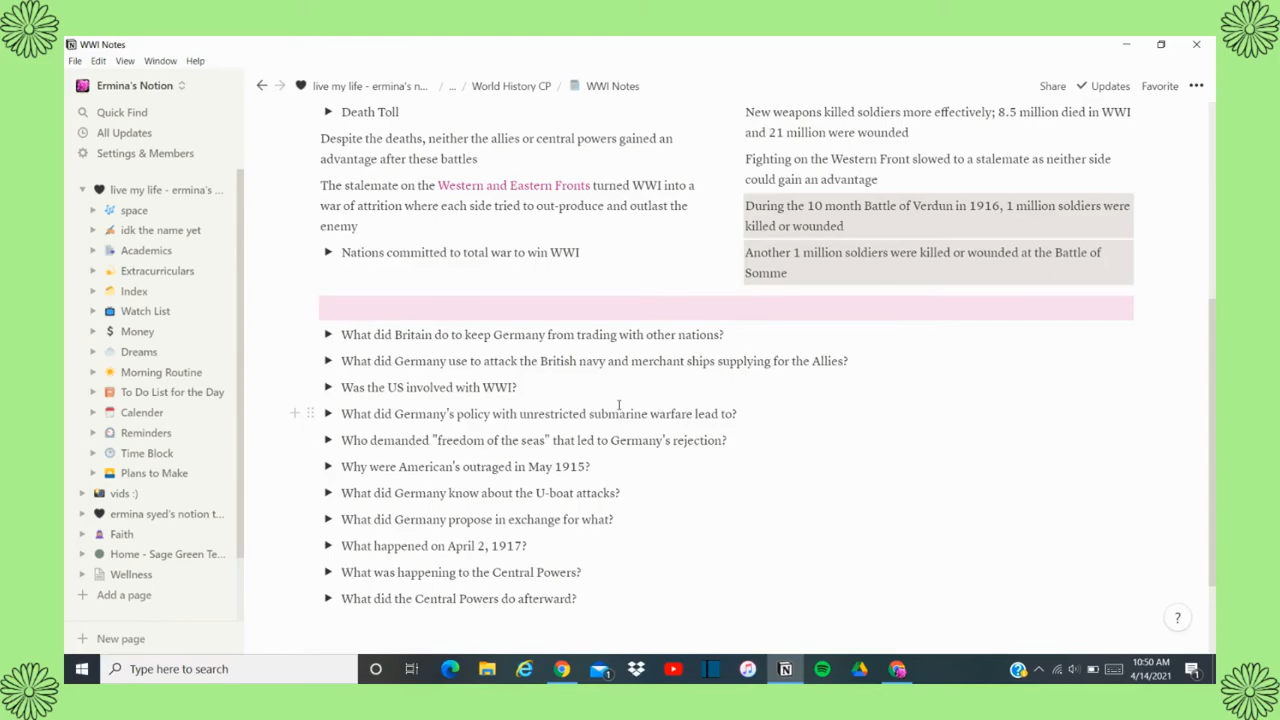 WWI Notes
File Edit View Window Help
Ermina's Notion
live my life - ermina's n... / ... / World History CP / WWI Notes
Share Updates Favorite
Quick Find
All Updates
Settings & Members
live my life - ermina's ...
space
idk the name yet
Academics
Extracurriculars
Index
Watch List
Money
Dreams
Morning Routine
To Do List for the Day
Calender
Reminders
Time Block
Plans to Make
vids :)
ermina syed's notion t...
Faith
Home - Sage Green Te...
Wellness
Add a page
New page
Death Toll
Despite the deaths, neither the allies or central powers gained an
advantage after these battles
The stalemate on the Western and Eastern Fronts turned WWI into a
war of attrition where each side tried to out-produce and outlast the
enemy
Nations committed to total war to win WWI
New weapons killed soldiers more effectively; 8.5 million died in WWI
and 21 million were wounded
Fighting on the Western Front slowed to a stalemate as neither side
could gain an advantage
During the 10 month Battle of Verdun in 1916, 1 million soldiers were
killed or wounded
Another 1 million soldiers were killed or wounded at the Battle of
Somme
What did Britain do to keep Germany from trading with other nations?
What did Germany use to attack the British navy and merchant ships supplying for the Allies?
Was the US involved with WWI?
What did Germany's policy with unrestricted submarine warfare lead to?
Who demanded "freedom of the seas" that led to Germany's rejection?
Why were American's outraged in May 1915?
What did Germany know about the U-boat attacks?
What did Germany propose in exchange for what?
What happened on April 2, 1917?
What was happening to the Central Powers?
What did the Central Powers do afterward?
?
Type here to search
10:50 AM
4/14/2021